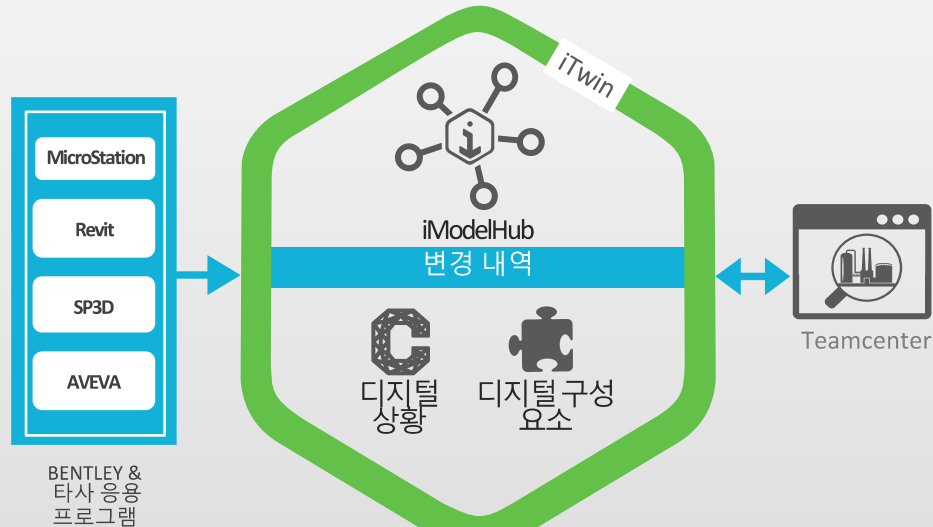 MicroStation
Revit
SP3D
AVEVA
BENTLEY &
타사 응용
프로그램
iTwin
iModelHub
변경 내역
디지털
상황
디지털 구성
요소
Teamcenter